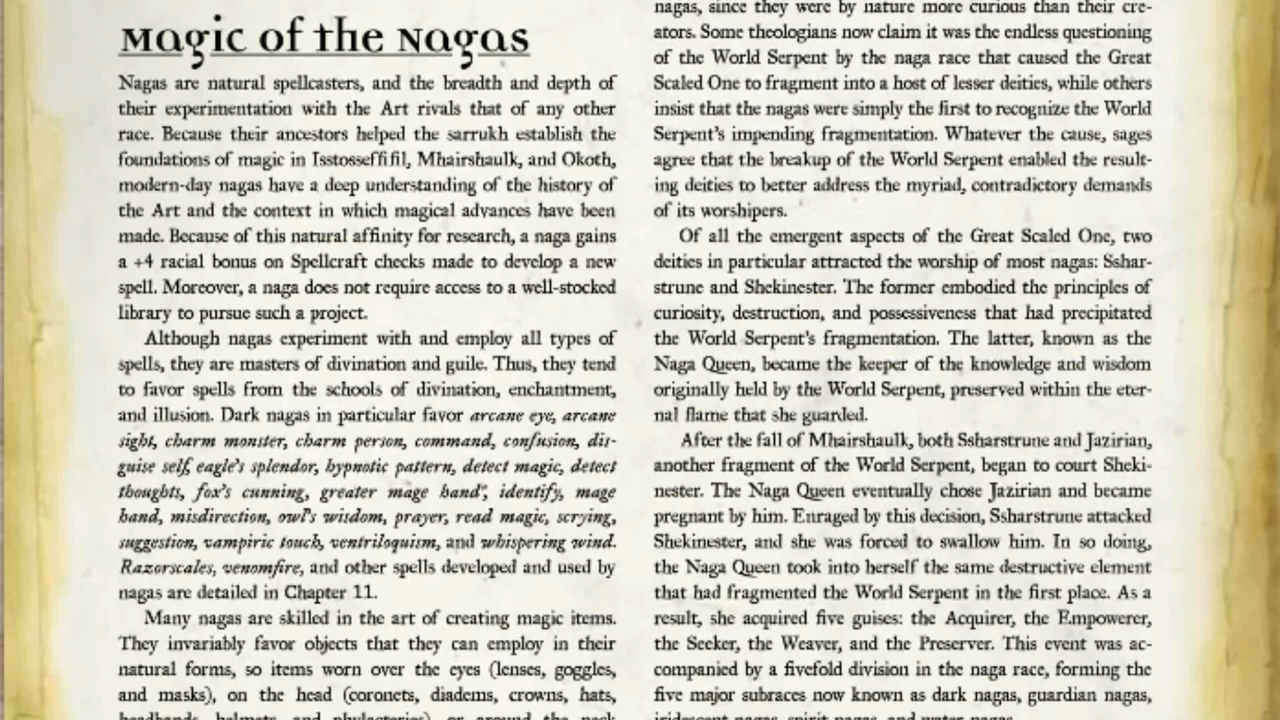 Magic of the Nagas
Nagas are natural spellcasters, and the breadth and depth of
their experimentation with the Art rivals that of any other
race. Because their ancestors helped the sarrukh establish the
foundations of magic in Isstosseffifil, Mhairshaulk, and Okoth,
modern-day nagas have a deep understanding of the history of
the Art and the context in which magical advances have been
made. Because of this natural affinity for research, a naga gains
a +4 racial bonus on Spellcraft checks made to develop a new
spell. Moreover, a naga does not require access to a well-stocked
library to pursue such a project.
Although nagas experiment with and employ all types of
spells, they are masters of divination and guile. Thus, they tend
to favor spells from the schools of divination, enchantment,
and illusion. Dark nagas in particular favor arcane eye, arcane
sight, charm monster, charm person, command, confusion, dis-
guise self, eagle's splendor, hypnotic pattern, detect magic, detect
thoughts, fox's cunning, greater mage hand*, identify, mage
hand, misdirection, owl's wisdom, prayer, read magic, scrying,
suggestion, vampiric touch, ventriloquism, and whispering wind.
Razorscales, venomfire, and other spells developed and used by
nagas are detailed in Chapter 11.
Many nagas are skilled in the art of creating magic items.
They invariably favor objects that they can employ in their
natural forms, so items worn over the eyes (lenses, goggles,
and masks), on the head (coronets, diadems, crowns, hats,
headbands, helmets, and phylacteries), or around the neck
nagas, since they were by nature more curious than their cre-
ators. Some theologians now claim it was the endless questioning
of the World Serpent by the naga race that caused the Great
Scaled One to fragment into a host of lesser deities, while others
insist that the nagas were simply the first to recognize the World
Serpent's impending fragmentation. Whatever the cause, sages
agree that the breakup of the World Serpent enabled the result-
ing deities to better address the myriad, contradictory demands
of its worshipers.
Of all the emergent aspects of the Great Scaled One, two
deities in particular attracted the worship of most nagas: Sshar-
strune and Shekinester. The former embodied the principles of
curiosity, destruction, and possessiveness that had precipitated
the World Serpent's fragmentation. The latter, known as the
Naga Queen, became the keeper of the knowledge and wisdom
originally held by the World Serpent, preserved within the eter-
nal flame that she guarded.
After the fall of Mhairshaulk, both Ssharstrune and Jazirian,
another fragment of the World Serpent, began to court Sheki-
nester. The Naga Queen eventually chose Jazirian and became
pregnant by him. Enraged by this decision, Ssharstrune attacked
Shekinester, and she was forced to swallow him. In so doing,
the Naga Queen took into herself the same destructive element
that had fragmented the World Serpent in the first place. As a
result, she acquired five guises: the Acquirer, the Empowerer,
the Seeker, the Weaver, and the Preserver. This event was ac-
companied by a fivefold division in the naga race, forming the
five major subraces now known as dark nagas, guardian nagas,
iridescent nagas, spirit nagas, and water nagas.